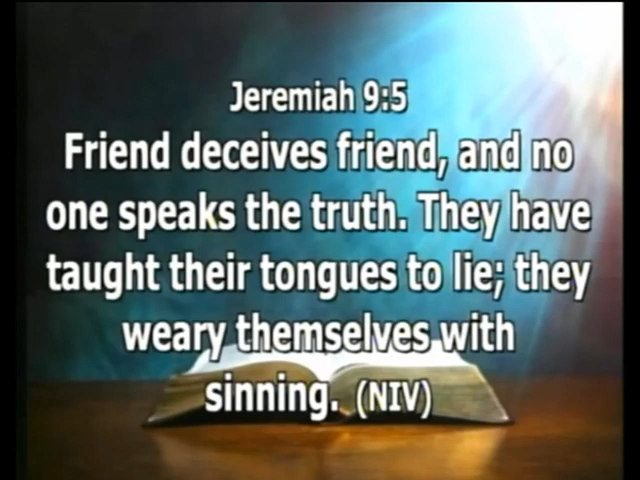 Jeremiah 9:5
Friend deceives friend, and no
one speaks the truth. They have
taught their tongues to lie; they
weary themselves with
sinning. (NIV)